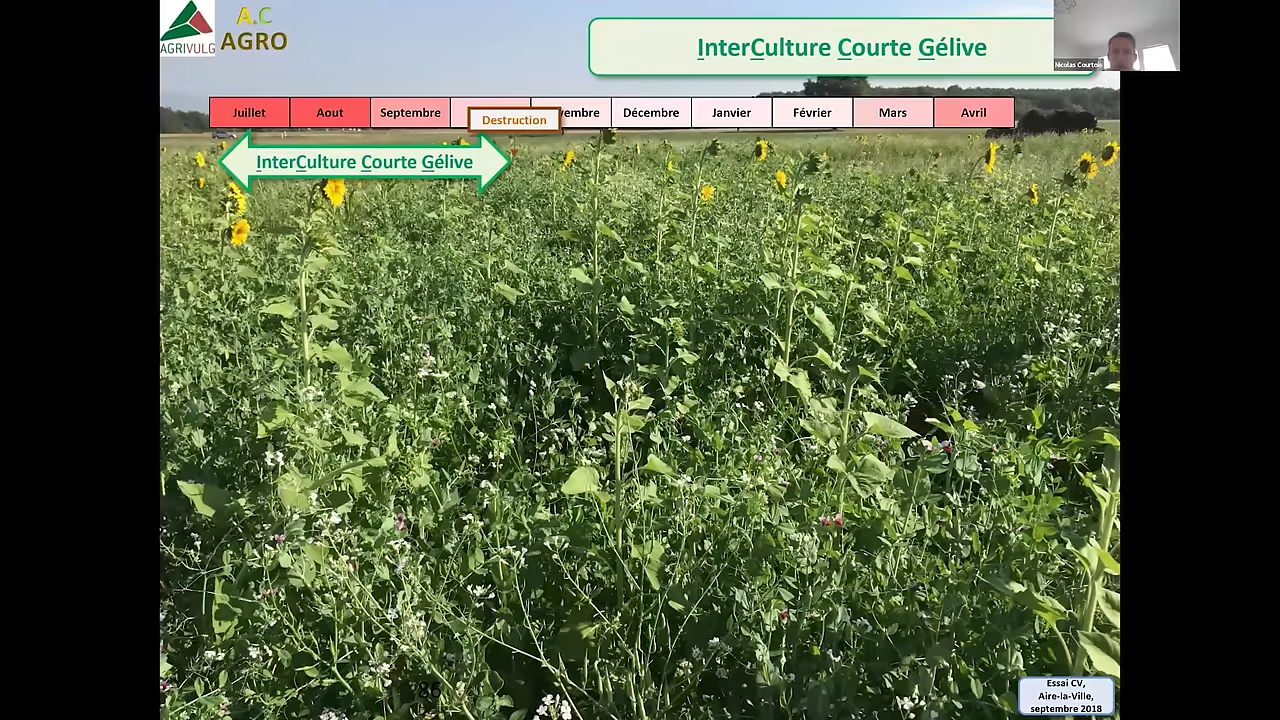 AGRIVULG
A.C
AGRO
InterCulture Courte Gélive
Nicolas Courtois
Juillet Aout Septembre vembre Décembre Janvier Février Mars Avril
Destruction
InterCulture Courte Gélive
86
Essai CV,
Aire-la-Ville,
septembre 2018